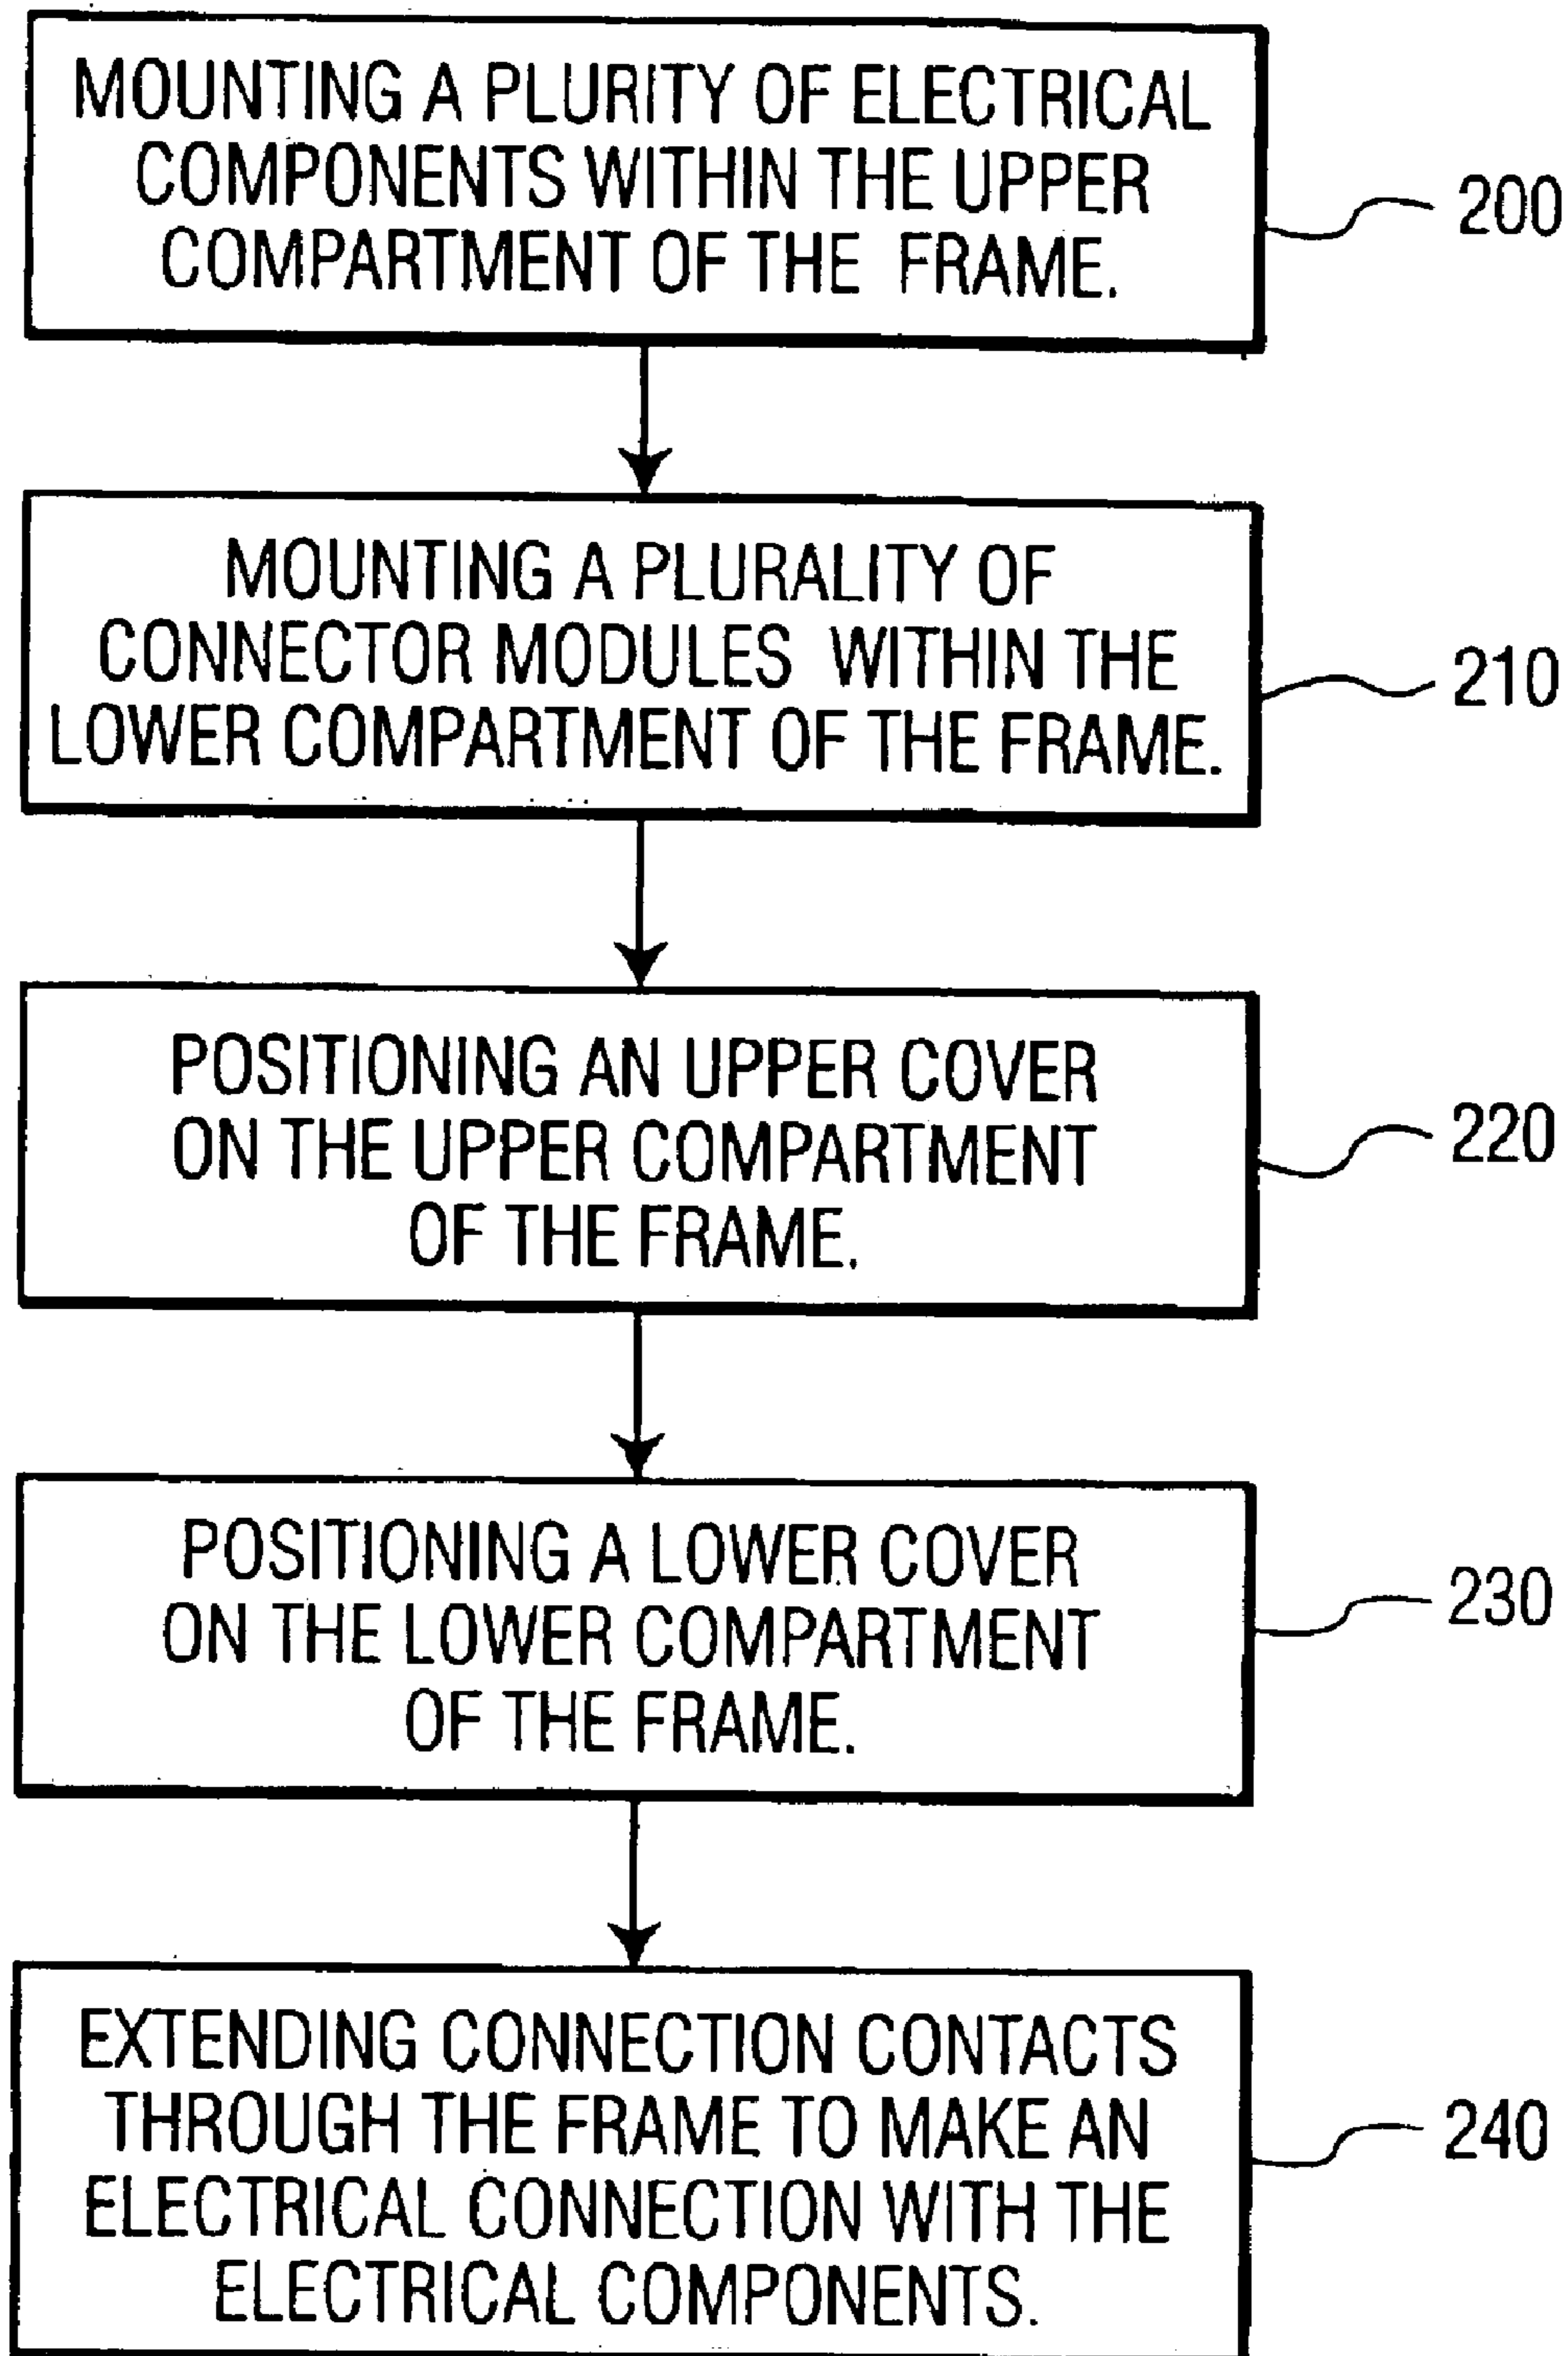 MOUNTING A PLURITY OF ELECTRICAL
COMPONENTS WITHIN THE UPPER
COMPARTMENT OF THE FRAME.
200
MOUNTING A PLURALITY OF
CONNECTOR MODULES WITHIN THE
LOWER COMPARTMENT OF THE FRAME.
210
POSITIONING AN UPPER COVER
ON THE UPPER COMPARTMENT
OF THE FRAME.
220
POSITIONING A LOWER COVER
ON THE LOWER COMPARTMENT
OF THE FRAME.
230
EXTENDING CONNECTION CONTACTS
THROUGH THE FRAME TO MAKE AN
ELECTRICAL CONNECTION WITH THE
ELECTRICAL COMPONENTS.
240